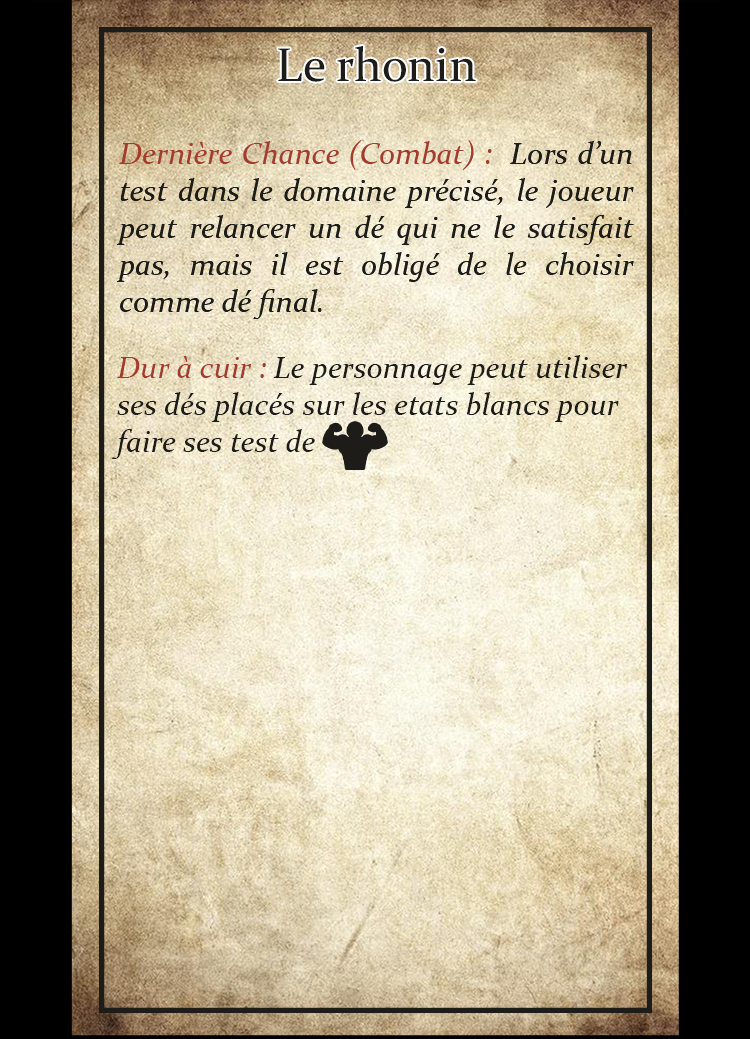 Le rhonin
Dernière Chance (Combat) : Lors d’un
test dans le domaine précisé, le joueur
peut relancer un dé qui ne le satisfait
pas, mais il est obligé de le choisir
comme dé final.
Dur à cuir : Le personnage peut utiliser
ses dés placés sur les etats blancs pour
faire ses test de